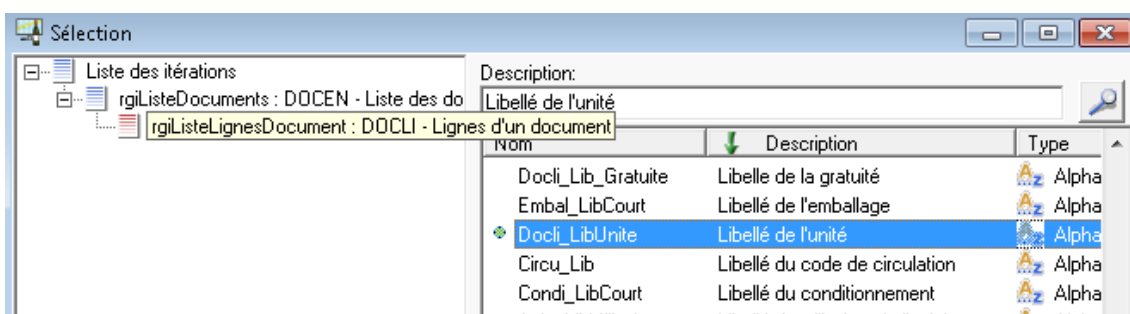 Sélection
Liste des itérations
rgiListeDocuments : DOCEN - Liste des do
rgiListeLignesDocument : DOCLI - Lignes d'un document
Description:
Libellé de l'unité
Nom Description Type
Docli_Lib_Gratuite Libelle de la gratuité Alpha
Embal_LibCourt Libellé de l'emballage Alpha
Docli_LibUnite Libellé de l'unité Alpha
Circu_Lib Libellé du code de circulation Alpha
Condi_LibCourt Libellé du conditionnement Alpha